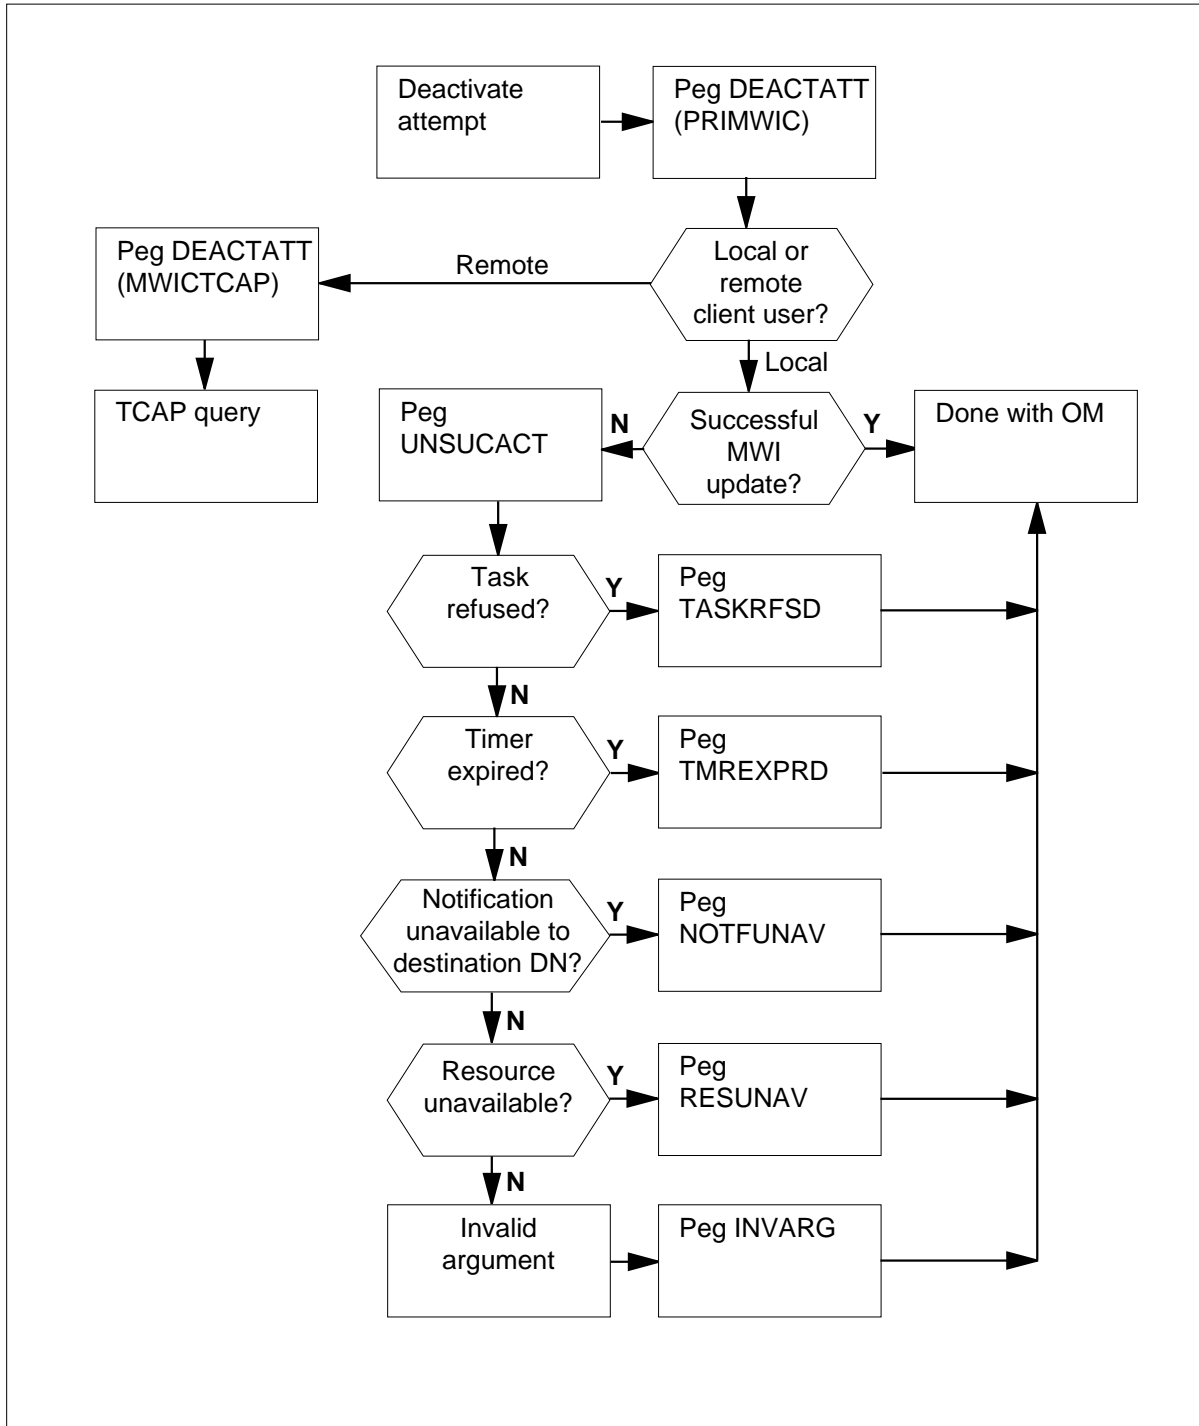 Deactivate
attempt
Peg DEACTATT
(PRIMWIC)
Peg DEACTATT
(MWICTCAP)
Remote
Local or
remote
client user?
Local
TCAP query
Peg
UNSUCACT
N
Successful
MWI
update?
Y
Done with OM
Task
refused?
Y
Peg
TASKRFSD
N
Timer
expired?
Y
Peg
TMREXPRD
N
Notification
unavailable to
destination DN?
Y
Peg
NOTFUNAV
N
Resource
unavailable?
Y
Peg
RESUNAV
N
Invalid
argument
Peg INVARG